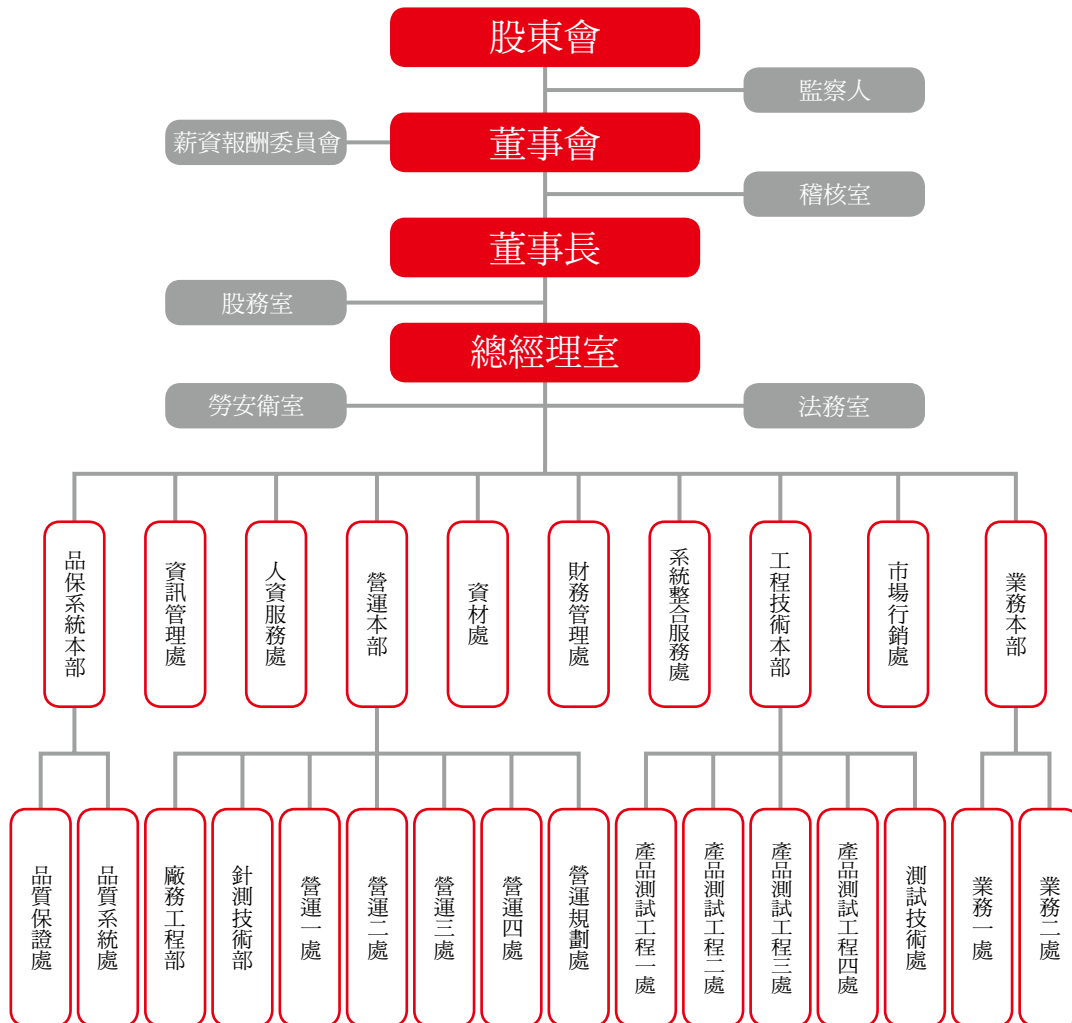 股東會
監察人
薪資報酬委員會
董事會
稽核室
董事長
股務室
總經理室
勞安衛室
法務室
品保系統本部
資訊管理處
人資服務處
營運本部
資材處
財務管理處
系統整合服務處
工程技術本部
市場行銷處
業務本部
品質保證處
品質系統處
廠務工程部
針測技術部
營運一處
營運二處
營運三處
營運四處
營運規劃處
產品測試工程一處
產品測試工程二處
產品測試工程三處
產品測試工程四處
測試技術處
業務一處
業務二處